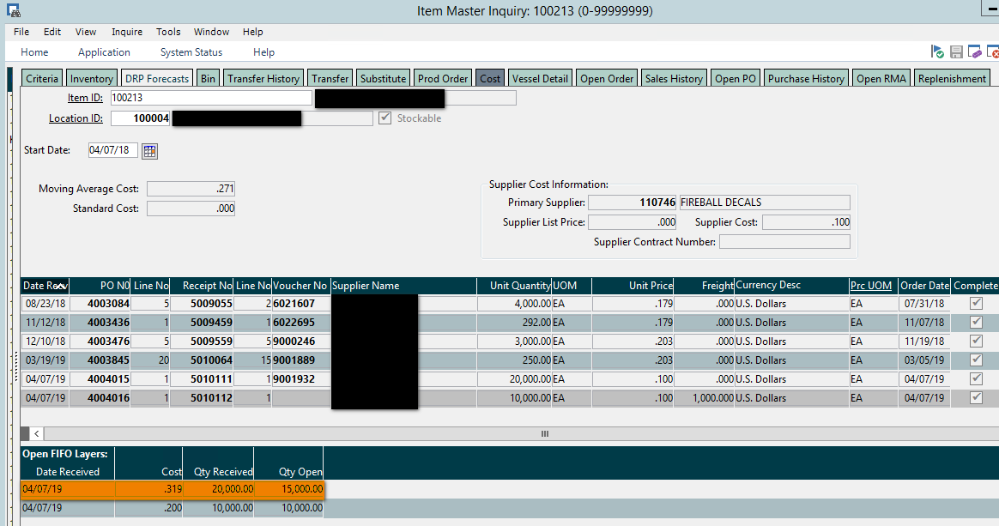 Item Master Inquiry: 100213 (0-99999999)
File Edit View Inquire Tools Window Help
Home Application System Status Help
Criteria Inventory DRP Forecasts Bin Transfer History Transfer Substitute Prod Order Cost Vessel Detail Open Order Sales History Open PO Purchase History Open RMA Replenishment
Item ID: 100213
Location ID: 100004 Stockable
Start Date: 04/07/18
Moving Average Cost: .271
Standard Cost: .000
Supplier Cost Information:
Primary Supplier: 110746 FIREBALL DECALS
Supplier List Price: .000 Supplier Cost: .100
Supplier Contract Number:
Date Recv PO N0 Line No Receipt No Line No Voucher No Supplier Name Unit Quantity UOM Unit Price Freight Currency Desc Prc UOM Order Date Complete
08/23/18 4003084 5 5009055 2 6021607 4,000.00 EA .179 .000 U.S. Dollars EA 07/31/18
11/12/18 4003436 1 5009459 1 6022695 292.00 EA .179 .000 U.S. Dollars EA 11/07/18
12/10/18 4003476 5 5009559 5 9000246 3,000.00 EA .203 .000 U.S. Dollars EA 11/19/18
03/19/19 4003845 20 5010064 15 9001889 250.00 EA .203 .000 U.S. Dollars EA 03/05/19
04/07/19 4004015 1 5010111 1 9001932 20,000.00 EA .100 .000 U.S. Dollars EA 04/07/19
04/07/19 4004016 1 5010112 1 10,000.00 EA .100 1,000.000 U.S. Dollars EA 04/07/19
Open FIFO Layers:
Date Received Cost Qty Received Qty Open
04/07/19 .319 20,000.00 15,000.00
04/07/19 .200 10,000.00 10,000.00